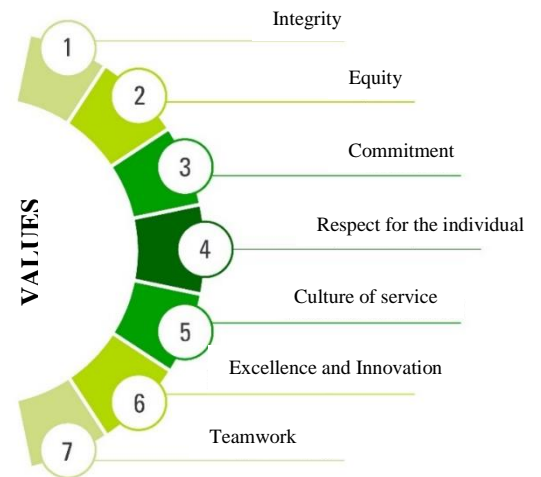 VALUES
1
Integrity
2
Equity
3
Commitment
4
Respect for the individual
5
Culture of service
6
Excellence and Innovation
7
Teamwork